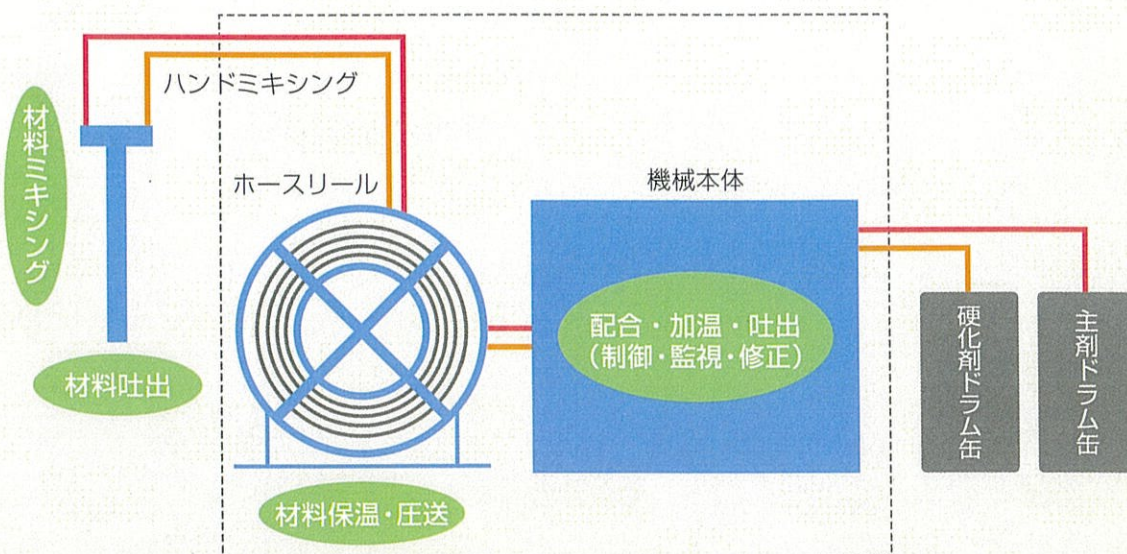 ハンドミキシング
材料ミキシング
ホースリール
機械本体
配合・加温・吐出
(制御・監視・修正)
硬化剤ドラム缶
主剤ドラム缶
材料吐出
材料保温・圧送